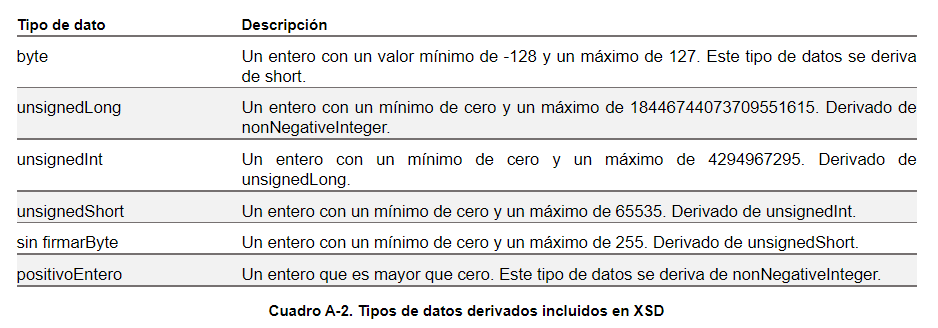 Tipo de dato Descripción
byte Un entero con un valor mínimo de -128 y un máximo de 127. Este tipo de datos se deriva
de short.
unsignedLong Un entero con un mínimo de cero y un máximo de 18446744073709551615. Derivado de
nonNegativeInteger.
unsignedInt Un entero con un mínimo de cero y un máximo de 4294967295. Derivado de
unsignedLong.
unsignedShort Un entero con un mínimo de cero y un máximo de 65535. Derivado de unsignedInt.
sin firmarByte Un entero con un mínimo de cero y un máximo de 255. Derivado de unsignedShort.
positivoEntero Un entero que es mayor que cero. Este tipo de datos se deriva de nonNegativeInteger.
Cuadro A-2. Tipos de datos derivados incluidos en XSD